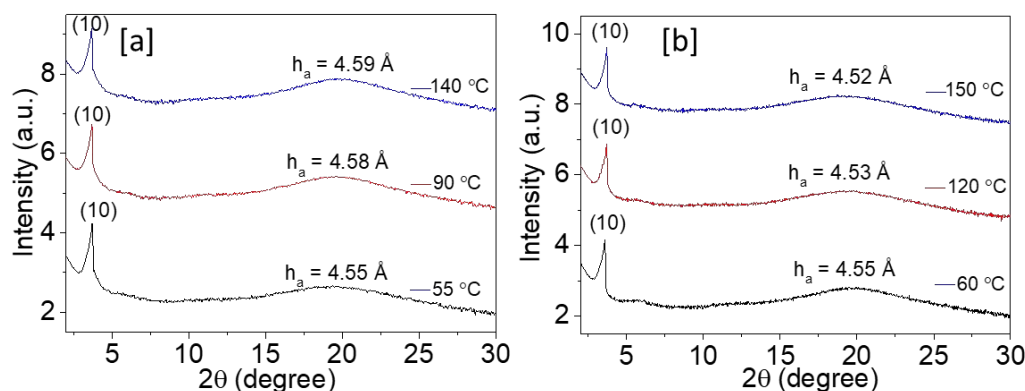 [a]
(10)
h_a = 4.59 Å
140 °C
(10)
h_a = 4.58 Å
90 °C
(10)
h_a = 4.55 Å
55 °C
8
6
4
2
Intensity (a.u.)
5 10 15 20 25 30
2θ (degree)
[b]
(10)
h_a = 4.52 Å
150 °C
(10)
h_a = 4.53 Å
120 °C
(10)
h_a = 4.55 Å
60 °C
10
8
6
4
2
Intensity (a.u.)
5 10 15 20 25 30
2θ (degree)